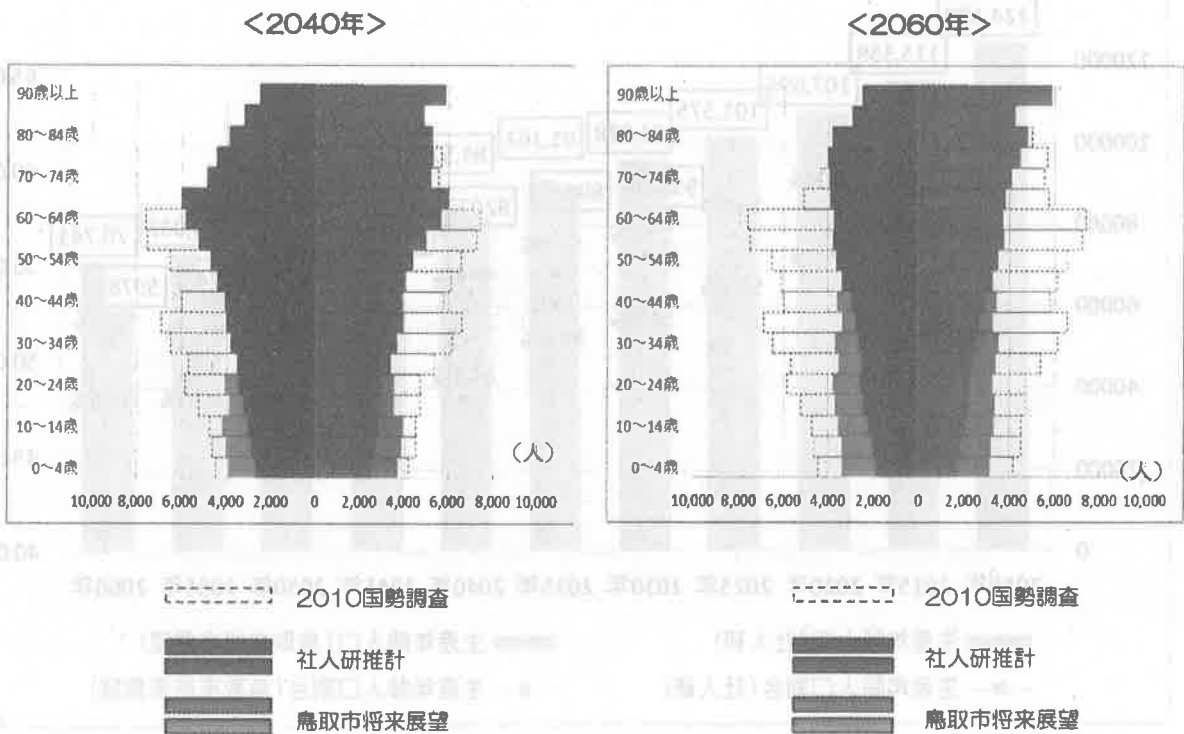 <2040年>
90歳以上
80～84歳
70～74歳
60～64歳
50～54歳
40～44歳
30～34歳
20～24歳
10～14歳
0～4歳
(人)
10,000 8,000 6,000 4,000 2,000 0 2,000 4,000 6,000 8,000 10,000
2010国勢調査
社人研推計
鳥取市将来展望
<2060年>
90歳以上
80～84歳
70～74歳
60～64歳
50～54歳
40～44歳
30～34歳
20～24歳
10～14歳
0～4歳
(人)
10,000 8,000 6,000 4,000 2,000 0 2,000 4,000 6,000 8,000 10,000
2010国勢調査
社人研推計
鳥取市将来展望